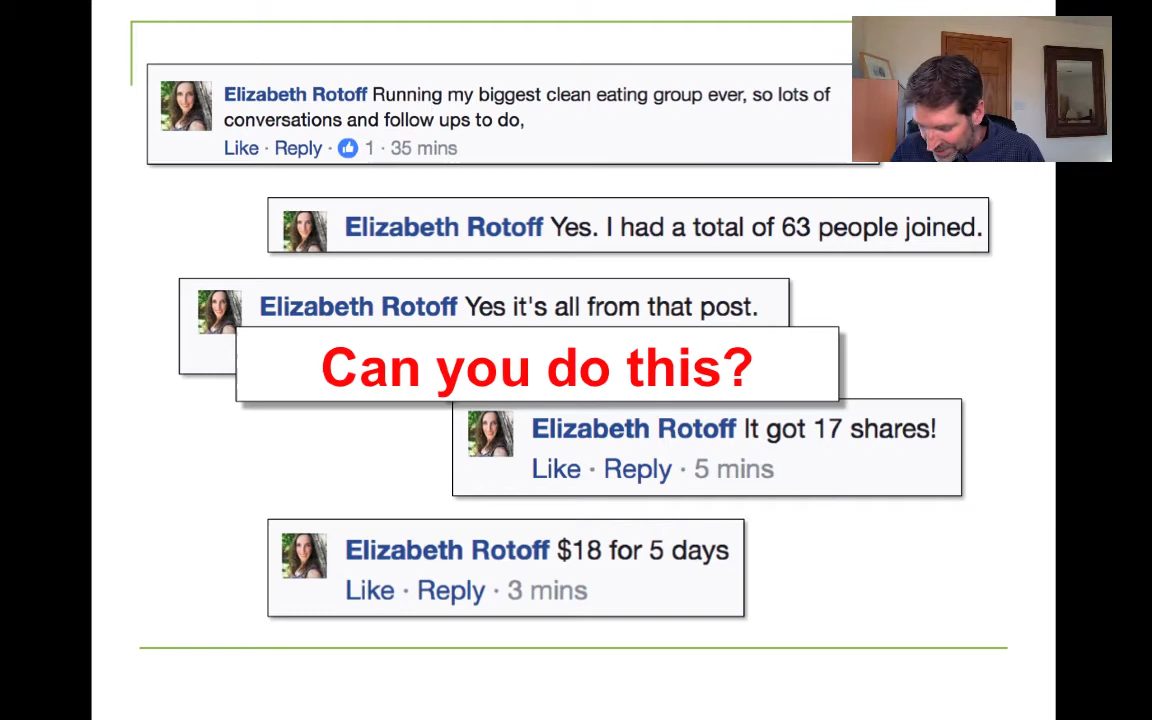 Elizabeth Rotoff Running my biggest clean eating group ever, so lots of
conversations and follow ups to do,
Like · Reply · 1 · 35 mins
Elizabeth Rotoff Yes. I had a total of 63 people joined.
Elizabeth Rotoff Yes it's all from that post.
Can you do this?
Elizabeth Rotoff It got 17 shares!
Like · Reply · 5 mins
Elizabeth Rotoff $18 for 5 days
Like · Reply · 3 mins